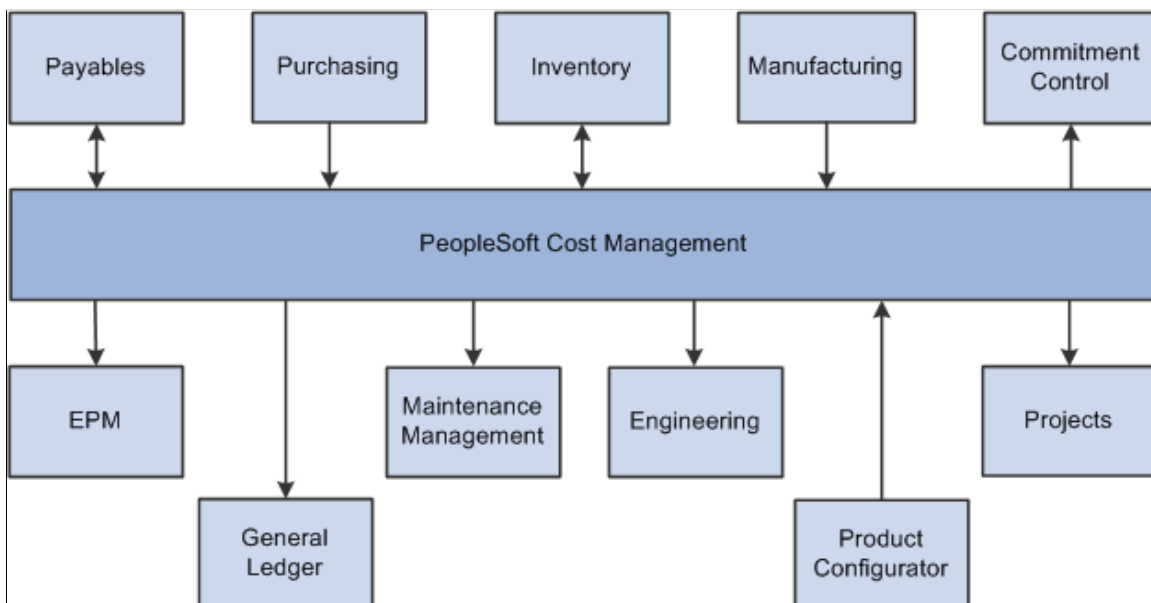 Payables
Purchasing
Inventory
Manufacturing
Commitment
Control
PeopleSoft Cost Management
EPM
Maintenance
Management
Engineering
Projects
General
Ledger
Product
Configurator